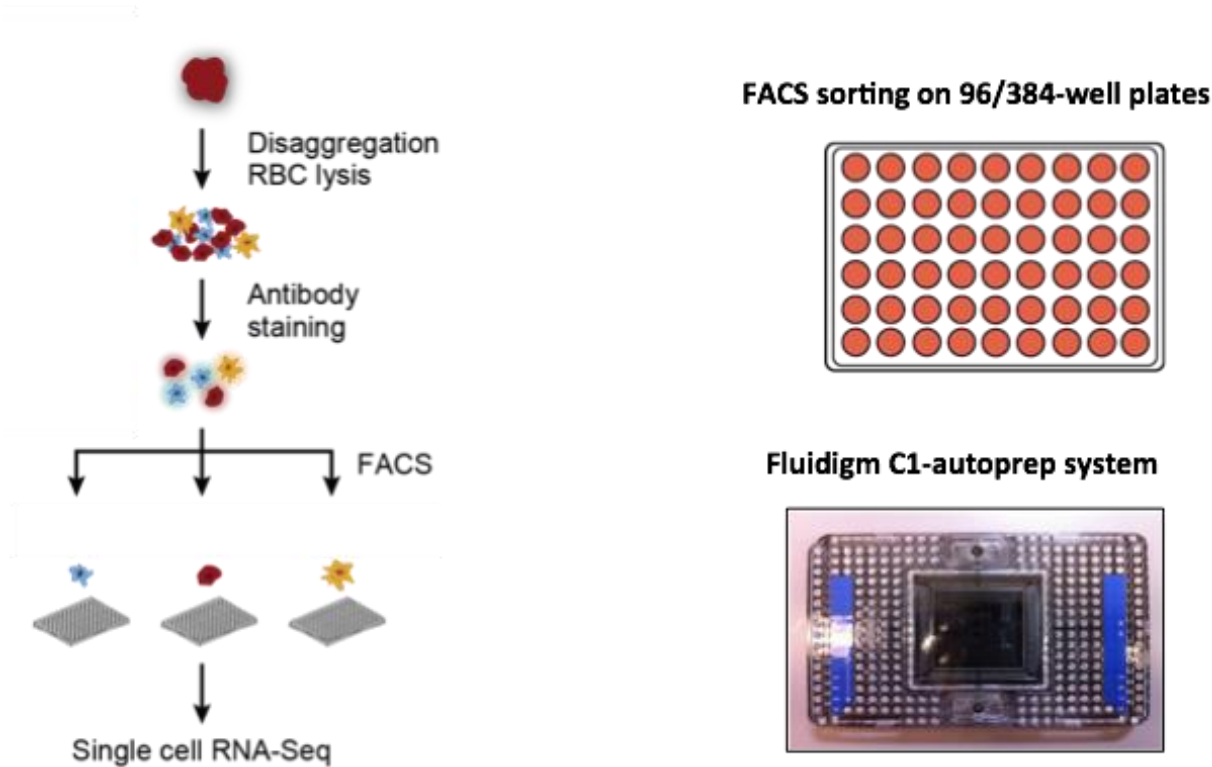 Disaggregation
RBC lysis
Antibody
staining
FACS
Single cell RNA-Seq
FACS sorting on 96/384-well plates
Fluidigm C1-autoprep system